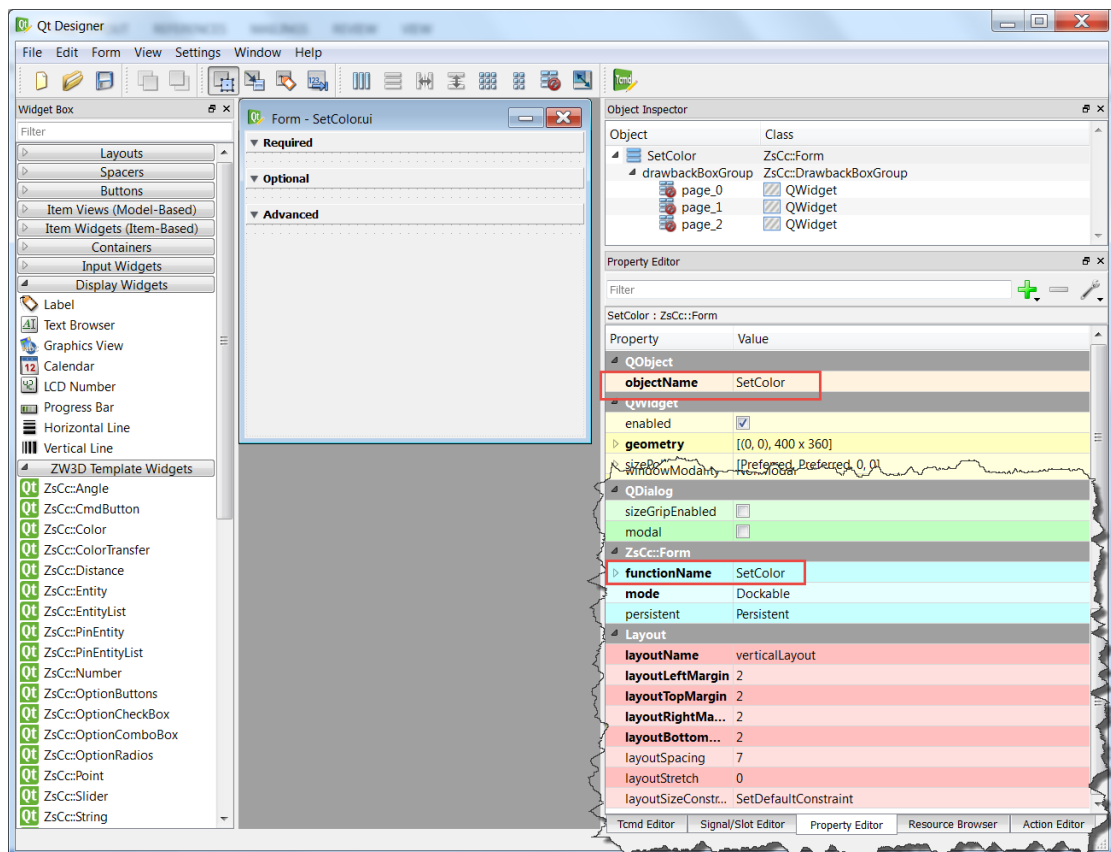 Qt Designer
File Edit Form View Settings Window Help
Tcmd
Widget Box
Filter
Layouts
Spacers
Buttons
Item Views (Model-Based)
Item Widgets (Item-Based)
Containers
Input Widgets
Display Widgets
Label
Text Browser
Graphics View
Calendar
LCD Number
Progress Bar
Horizontal Line
Vertical Line
ZW3D Template Widgets
ZsCc::Angle
ZsCc::CmdButton
ZsCc::Color
ZsCc::ColorTransfer
ZsCc::Distance
ZsCc::Entity
ZsCc::EntityList
ZsCc::PinEntity
ZsCc::PinEntityList
ZsCc::Number
ZsCc::OptionButtons
ZsCc::OptionCheckBox
ZsCc::OptionComboBox
ZsCc::OptionRadios
ZsCc::Point
ZsCc::Slider
ZsCc::String
Form - SetColor.ui
Required
Optional
Advanced
Object Inspector
Object Class
SetColor ZsCc::Form
drawbackBoxGroup ZsCc::DrawbackBoxGroup
page_0 QWidget
page_1 QWidget
page_2 QWidget
Property Editor
Filter
SetColor : ZsCc::Form
Property Value
QObject
objectName SetColor
QWidget
enabled
geometry [(0, 0), 400 x 360]
[Preferred, Preferred, 0, 0]
windowModality
QDialog
sizeGripEnabled
modal
ZsCc::Form
functionName SetColor
mode Dockable
persistent Persistent
Layout
layoutName verticalLayout
layoutLeftMargin 2
layoutTopMargin 2
layoutRightMa... 2
layoutBottom... 2
layoutSpacing 7
layoutStretch 0
layoutSizeConstr... SetDefaultConstraint
Tcmd Editor Signal/Slot Editor Property Editor Resource Browser Action Editor